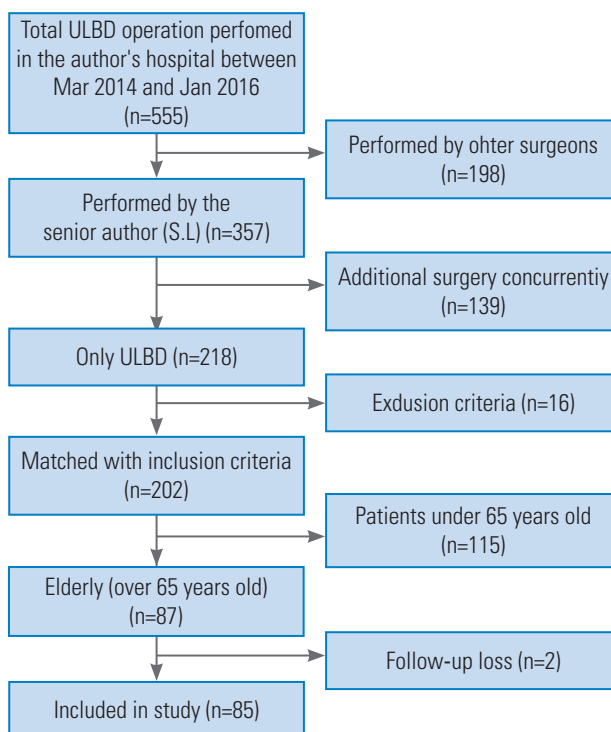 Total ULBD operation perfomed
in the author's hospital between
Mar 2014 and Jan 2016
(n=555)
Performed by ohter surgeons
(n=198)
Performed by the
senior author (S.L) (n=357)
Additional surgery concurrentiy
(n=139)
Only ULBD (n=218)
Exdusion criteria (n=16)
Matched with inclusion criteria
(n=202)
Patients under 65 years old
(n=115)
Elderly (over 65 years old)
(n=87)
Follow-up loss (n=2)
Included in study (n=85)